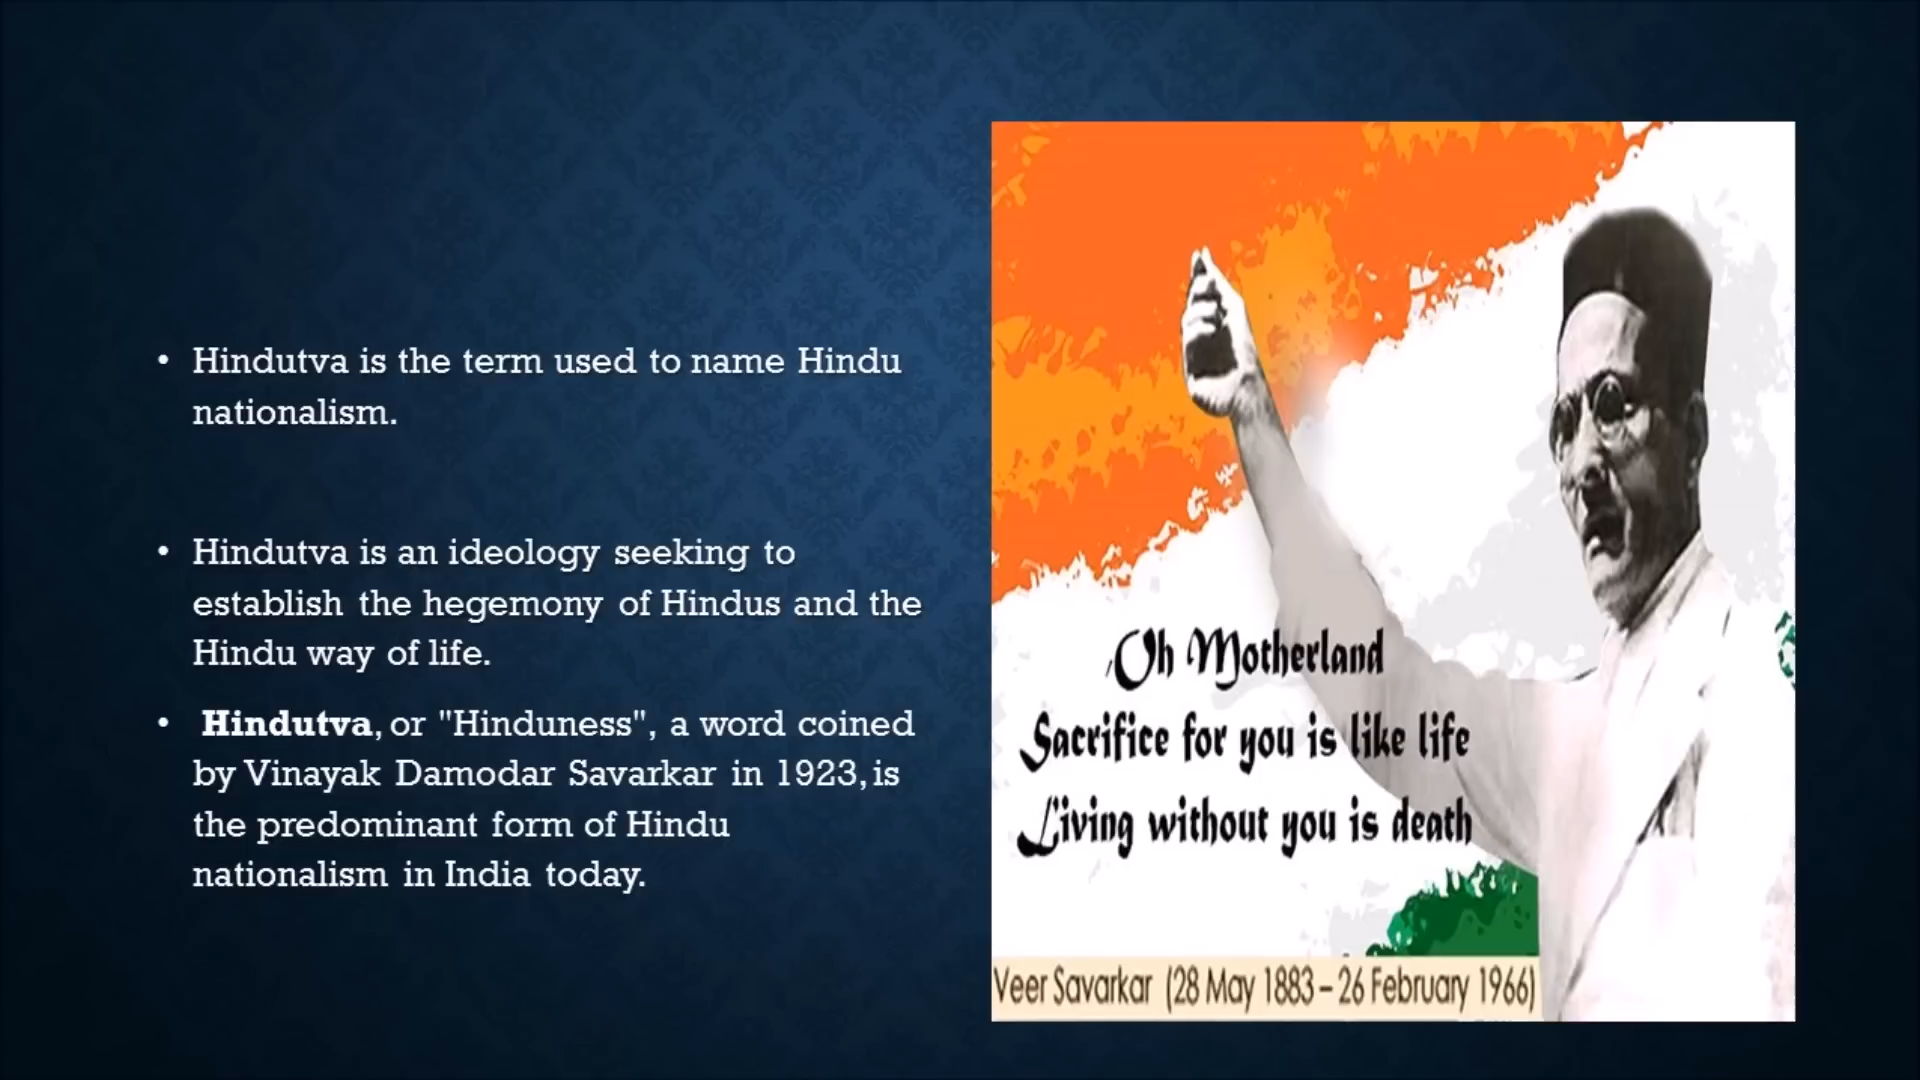 • Hindutva is the term used to name Hindu
nationalism.
• Hindutva is an ideology seeking to
establish the hegemony of Hindus and the
Hindu way of life.
• Hindutva, or "Hinduness", a word coined
by Vinayak Damodar Savarkar in 1923, is
the predominant form of Hindu
nationalism in India today.
Oh Motherland
Sacrifice for you is like life
Living without you is death
Veer Savarkar (28 May 1883 – 26 February 1966)